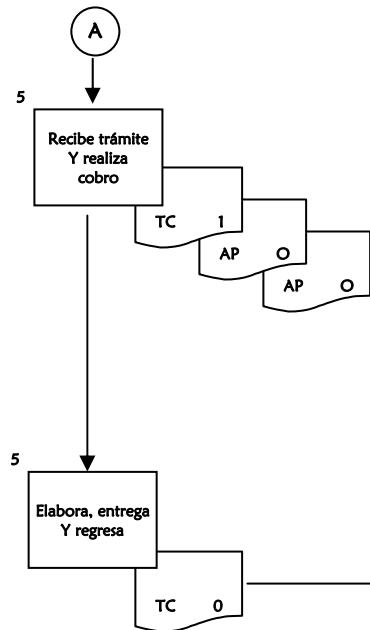 A
5
Recibe trámite
Y realiza
cobro
TC 1
AP O
AP O
5
Elabora, entrega
Y regresa
TC 0